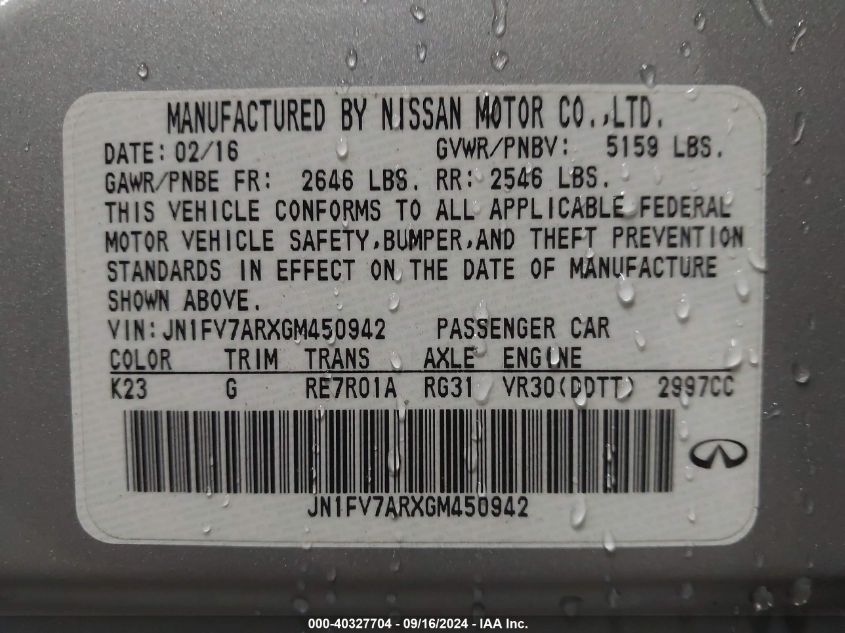 MANUFACTURED BY NISSAN MOTOR CO.,LTD.
DATE: 02/16 GVWR/PNBV: 5159 LBS.
GAWR/PNBE FR: 2646 LBS. RR: 2546 LBS.
THIS VEHICLE CONFORMS TO ALL APPLICABLE FEDERAL
MOTOR VEHICLE SAFETY,BUMPER,AND THEFT PREVENTION
STANDARDS IN EFFECT ON THE DATE OF MANUFACTURE
SHOWN ABOVE.
VIN: JN1FV7ARXGM450942 PASSENGER CAR
COLOR TRIM TRANS AXLE ENGINE
K23 G RE7R01A RG31 VR30(DDTT) 2997CC
JN1FV7ARXGM450942
000-40327704 - 09/16/2024 - IAA Inc.